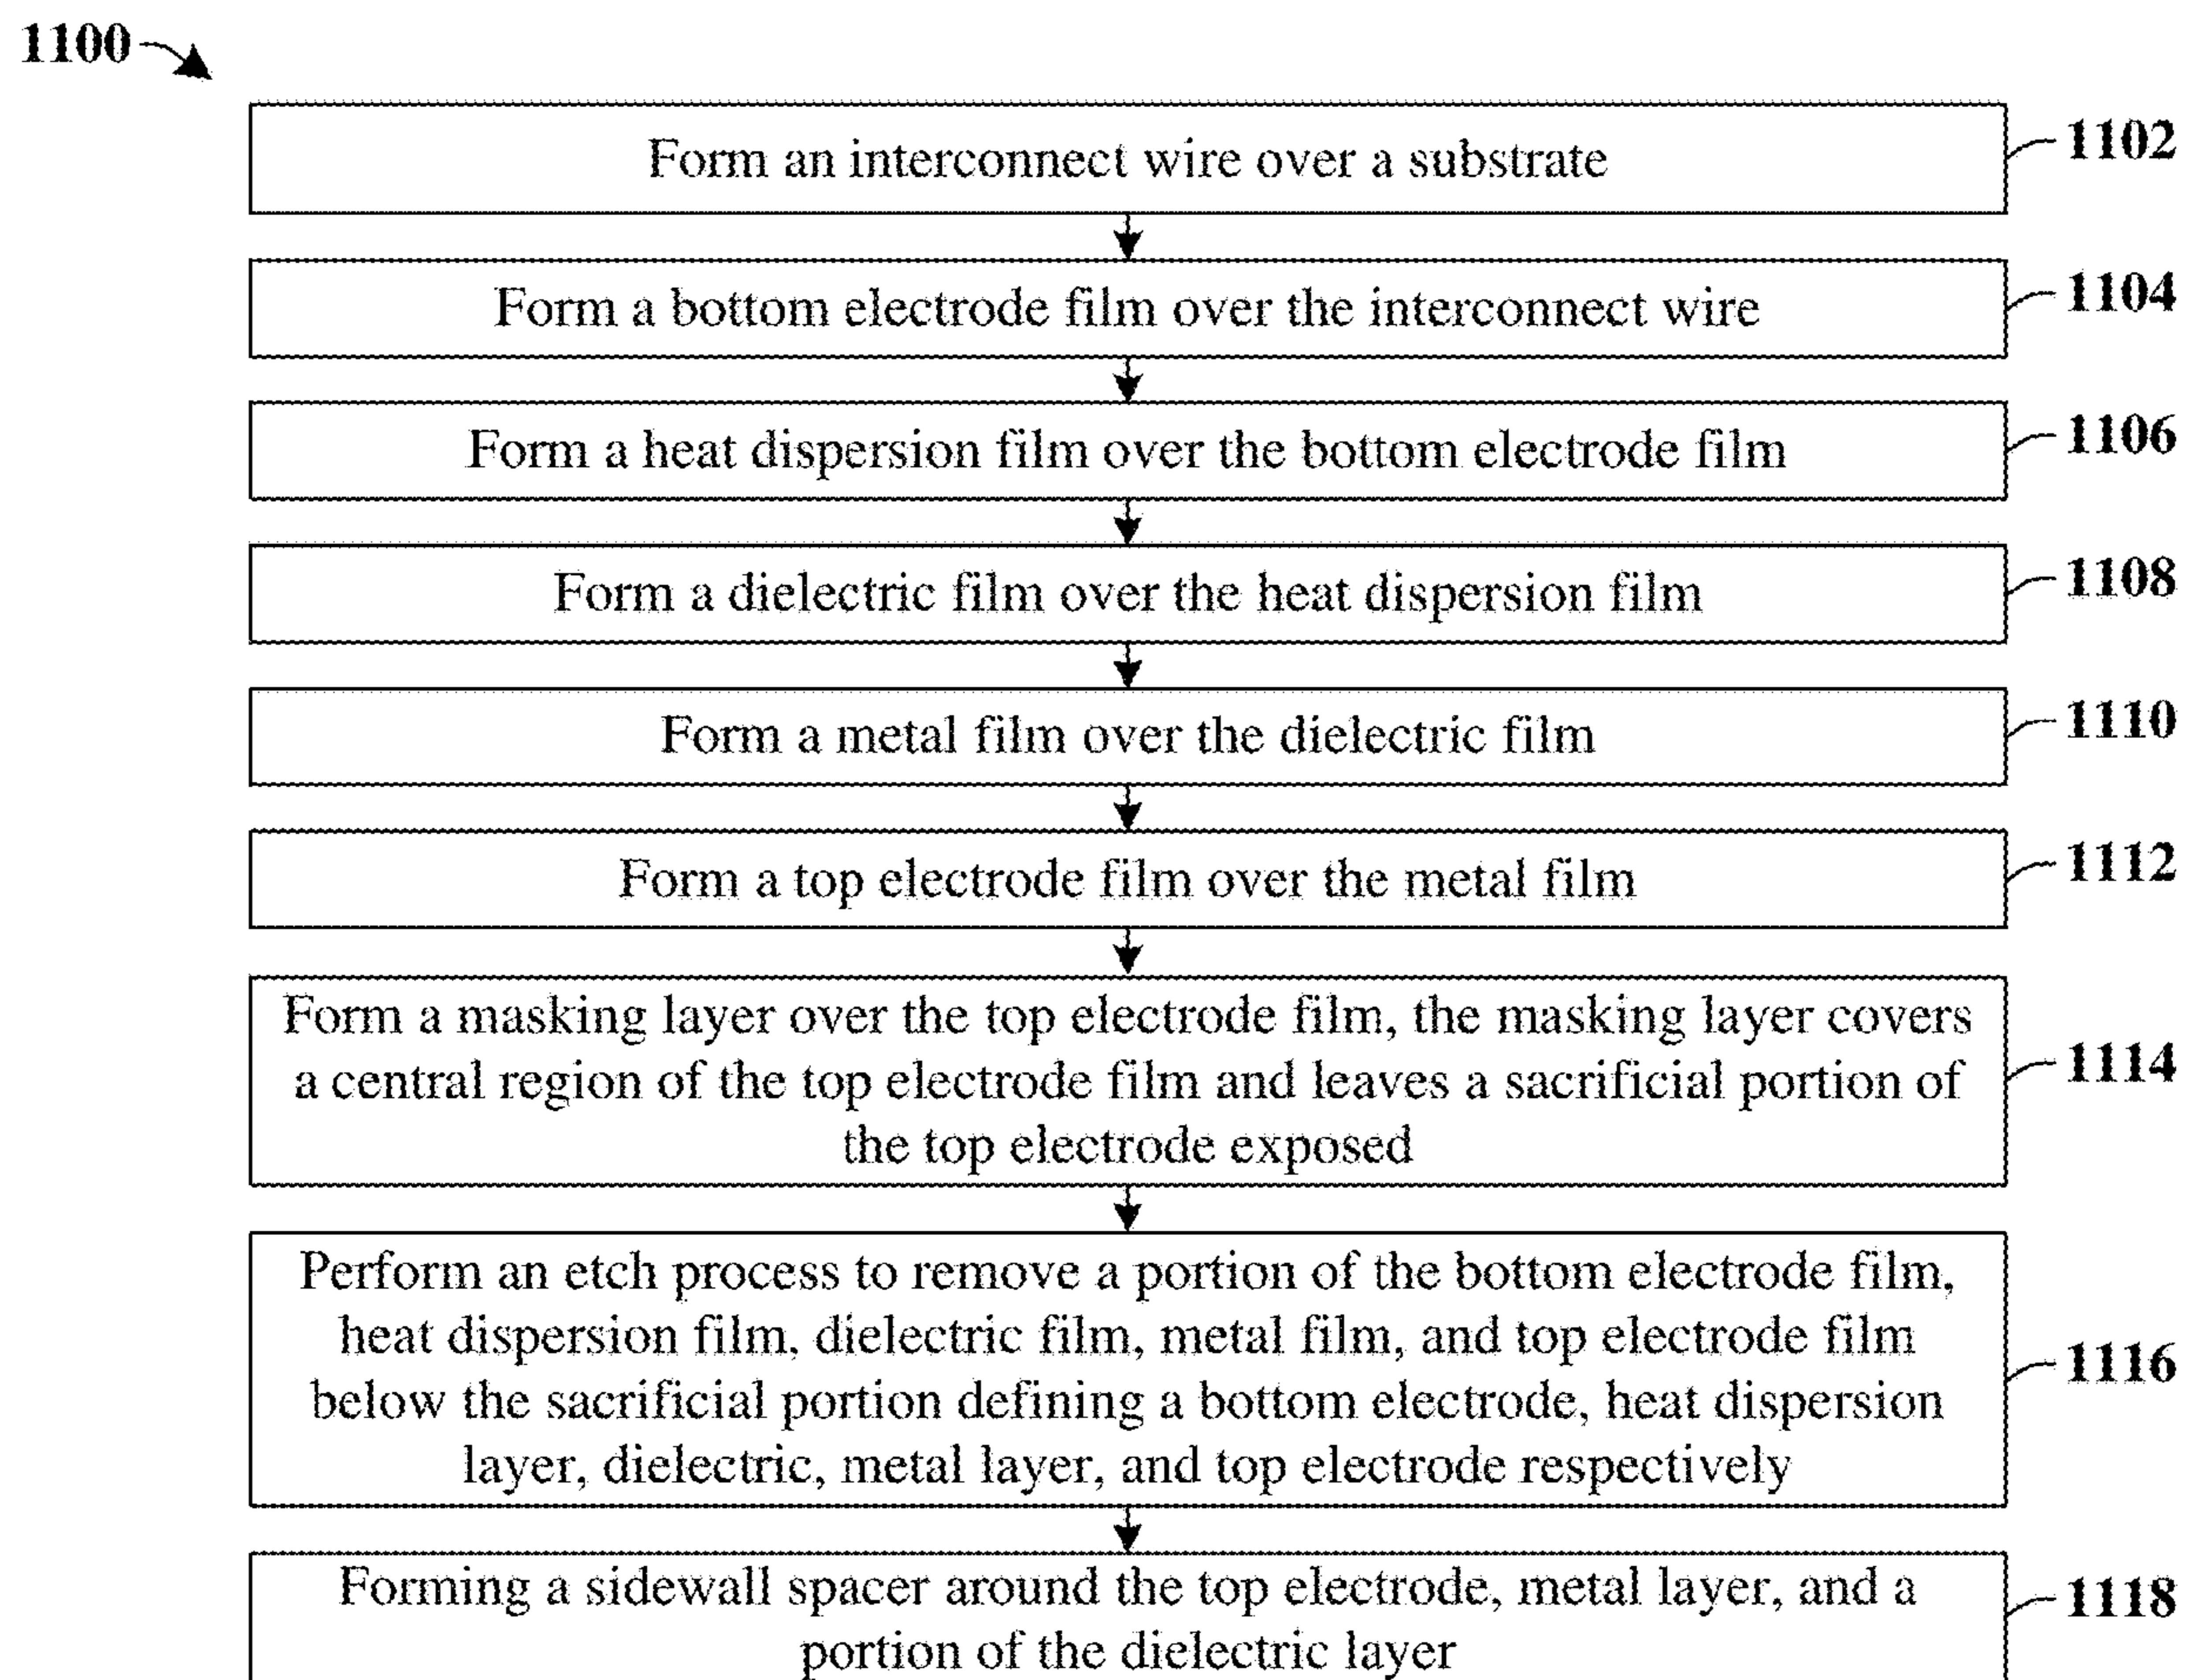 1100
Form an interconnect wire over a substrate
1102
Form a bottom electrode film over the interconnect wire
1104
Form a heat dispersion film over the bottom electrode film
1106
Form a dielectric film over the heat dispersion film
1108
Form a metal film over the dielectric film
1110
Form a top electrode film over the metal film
1112
Form a masking layer over the top electrode film, the masking layer covers
a central region of the top electrode film and leaves a sacrificial portion of
the top electrode exposed
1114
Perform an etch process to remove a portion of the bottom electrode film,
heat dispersion film, dielectric film, metal film, and top electrode film
below the sacrificial portion defining a bottom electrode, heat dispersion
layer, dielectric, metal layer, and top electrode respectively
1116
Forming a sidewall spacer around the top electrode, metal layer, and a
portion of the dielectric layer
1118